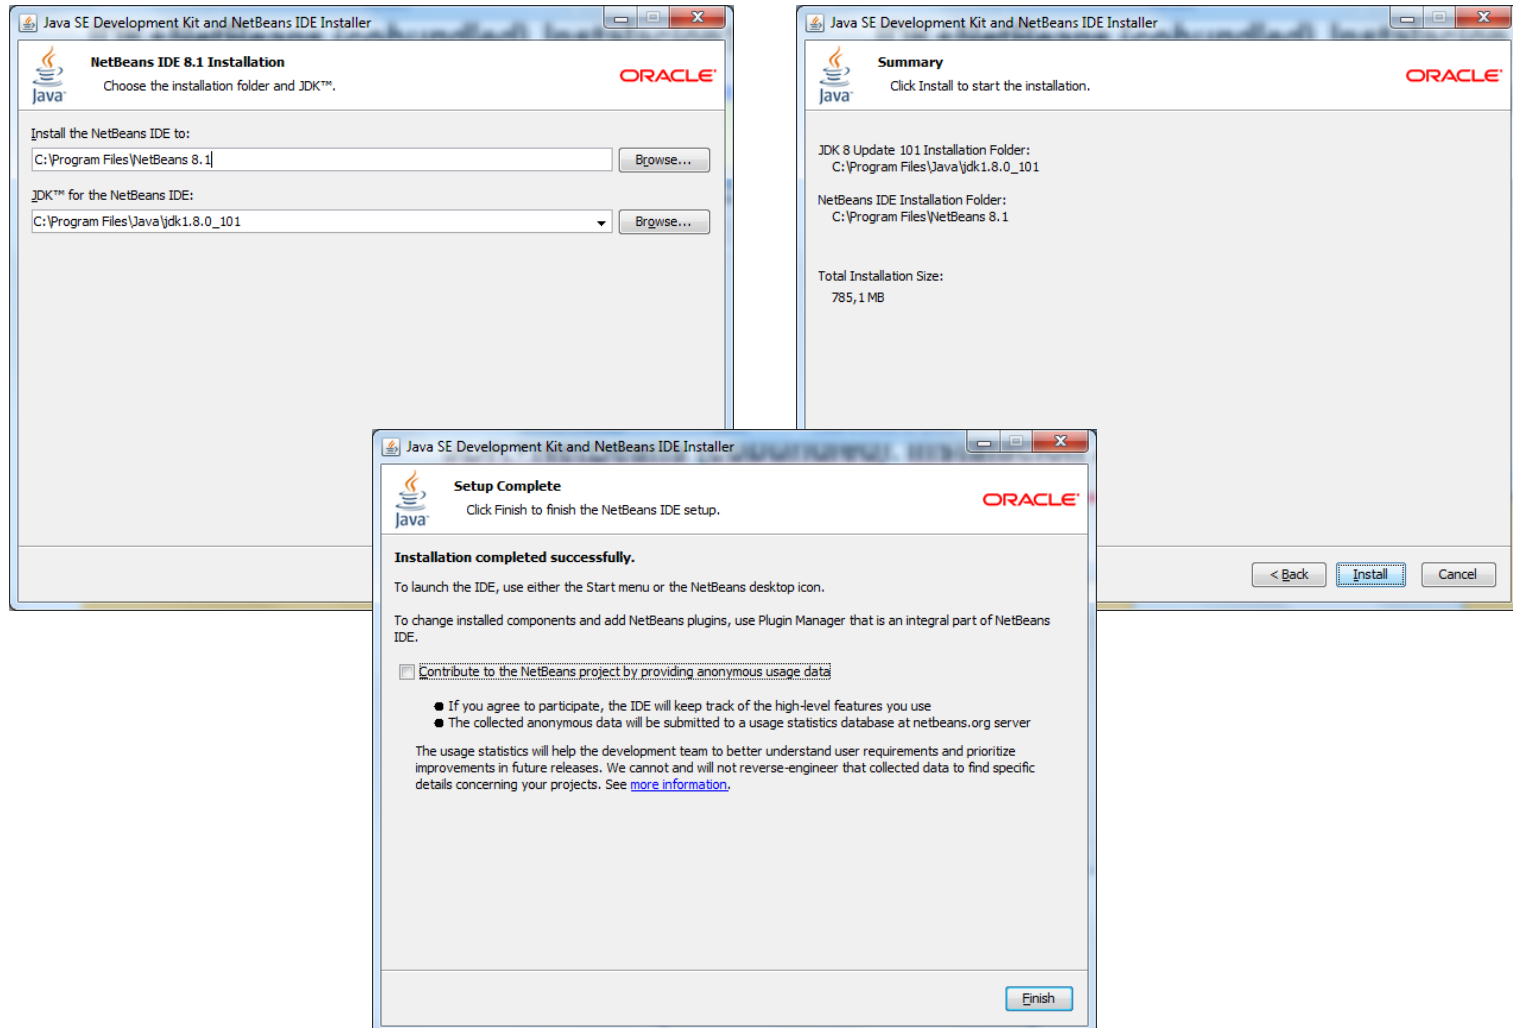 Java SE Development Kit and NetBeans IDE Installer
NetBeans IDE 8.1 Installation
Choose the installation folder and JDK™.
Java
ORACLE
Install the NetBeans IDE to:
C:\Program Files\NetBeans 8.1
Browse...
JDK™ for the NetBeans IDE:
C:\Program Files\Java\jdk1.8.0_101
Browse...
Java SE Development Kit and NetBeans IDE Installer
Summary
Click Install to start the installation.
Java
ORACLE
JDK 8 Update 101 Installation Folder:
C:\Program Files\Java\jdk1.8.0_101
NetBeans IDE Installation Folder:
C:\Program Files\NetBeans 8.1
Total Installation Size:
785,1 MB
< Back
Install
Cancel
Java SE Development Kit and NetBeans IDE Installer
Setup Complete
Click Finish to finish the NetBeans IDE setup.
Java
ORACLE
Installation completed successfully.
To launch the IDE, use either the Start menu or the NetBeans desktop icon.
To change installed components and add NetBeans plugins, use Plugin Manager that is an integral part of NetBeans
IDE.
Contribute to the NetBeans project by providing anonymous usage data
If you agree to participate, the IDE will keep track of the high-level features you use
The collected anonymous data will be submitted to a usage statistics database at netbeans.org server
The usage statistics will help the development team to better understand user requirements and prioritize
improvements in future releases. We cannot and will not reverse-engineer that collected data to find specific
details concerning your projects. See more information.
Finish